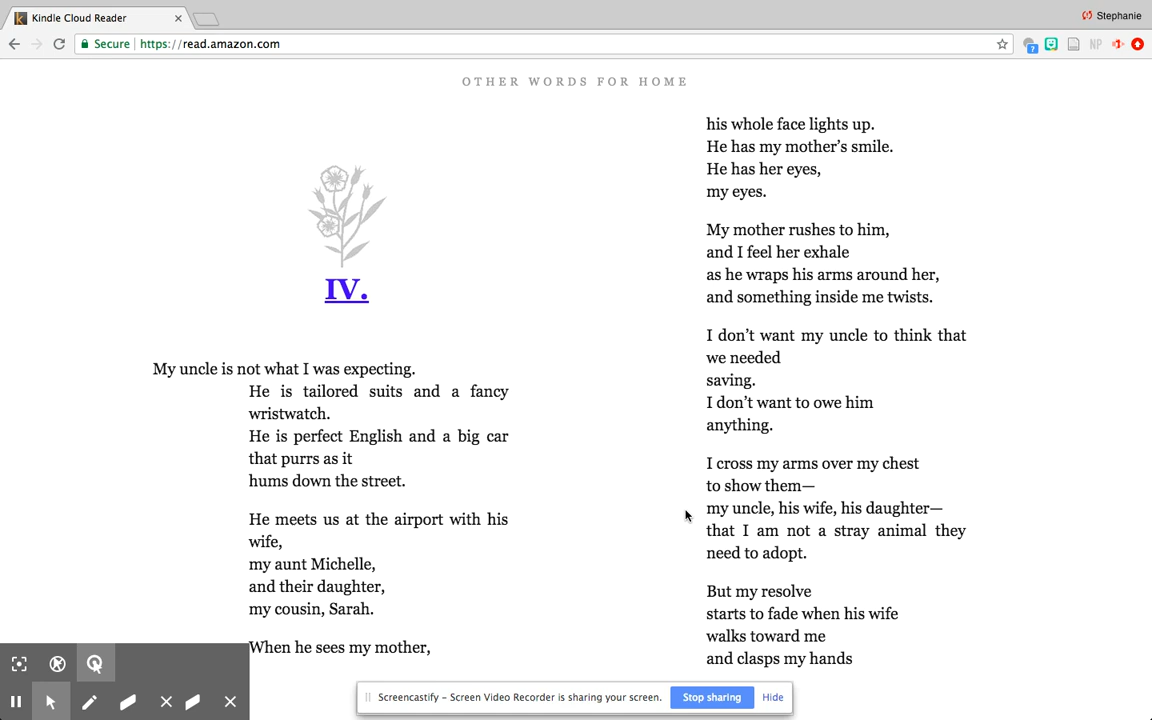 Kindle Cloud Reader
Stephanie
Secure
https://read.amazon.com
OTHER WORDS FOR HOME
IV.
My uncle is not what I was expecting.
He is tailored suits and a fancy
wristwatch.
He is perfect English and a big car
that purrs as it
hums down the street.
He meets us at the airport with his
wife,
my aunt Michelle,
and their daughter,
my cousin, Sarah.
When he sees my mother,
his whole face lights up.
He has my mother’s smile.
He has her eyes,
my eyes.
My mother rushes to him,
and I feel her exhale
as he wraps his arms around her,
and something inside me twists.
I don’t want my uncle to think that
we needed
saving.
I don’t want to owe him
anything.
I cross my arms over my chest
to show them—
my uncle, his wife, his daughter—
that I am not a stray animal they
need to adopt.
But my resolve
starts to fade when his wife
walks toward me
and clasps my hands
Screencastify – Screen Video Recorder is sharing your screen.
Stop sharing
Hide